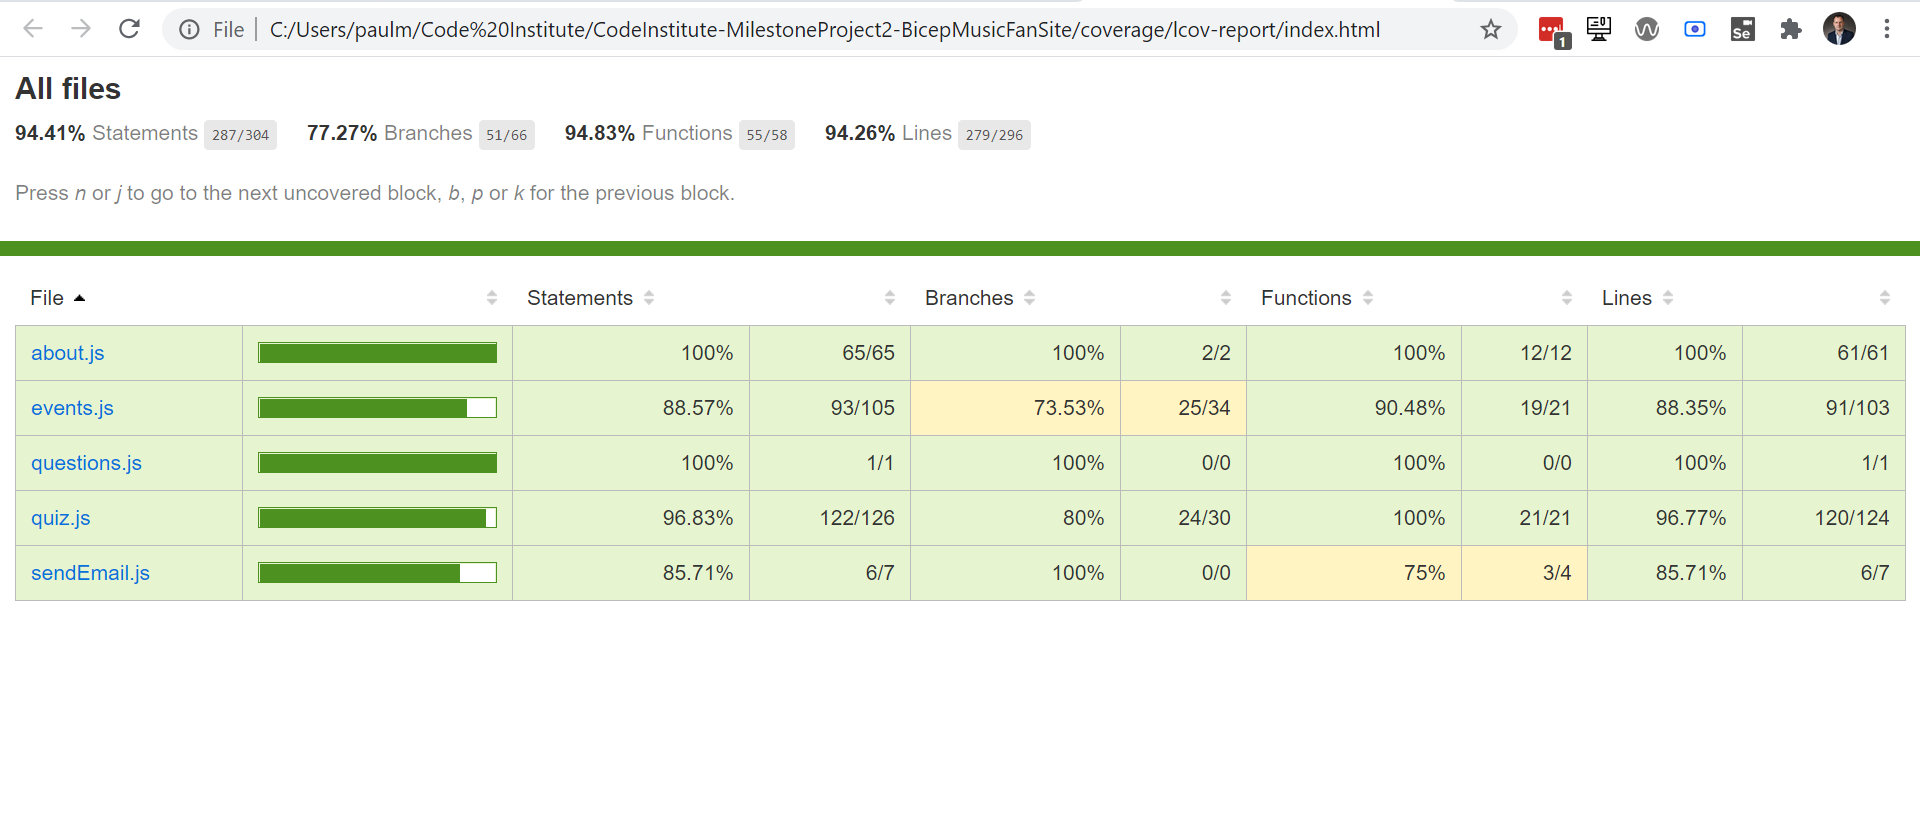 File C:/Users/paulm/Code%20Institute/CodeInstitute-MilestoneProject2-BicepMusicFanSite/coverage/lcov-report/index.html 1 Se
All files
94.41% Statements 287/304 77.27% Branches 51/66 94.83% Functions 55/58 94.26% Lines 279/296
Press n or j to go to the next uncovered block, b, p or k for the previous block.
File Statements Branches Functions Lines
about.js 100% 65/65 100% 2/2 100% 12/12 100% 61/61
events.js 88.57% 93/105 73.53% 25/34 90.48% 19/21 88.35% 91/103
questions.js 100% 1/1 100% 0/0 100% 0/0 100% 1/1
quiz.js 96.83% 122/126 80% 24/30 100% 21/21 96.77% 120/124
sendEmail.js 85.71% 6/7 100% 0/0 75% 3/4 85.71% 6/7